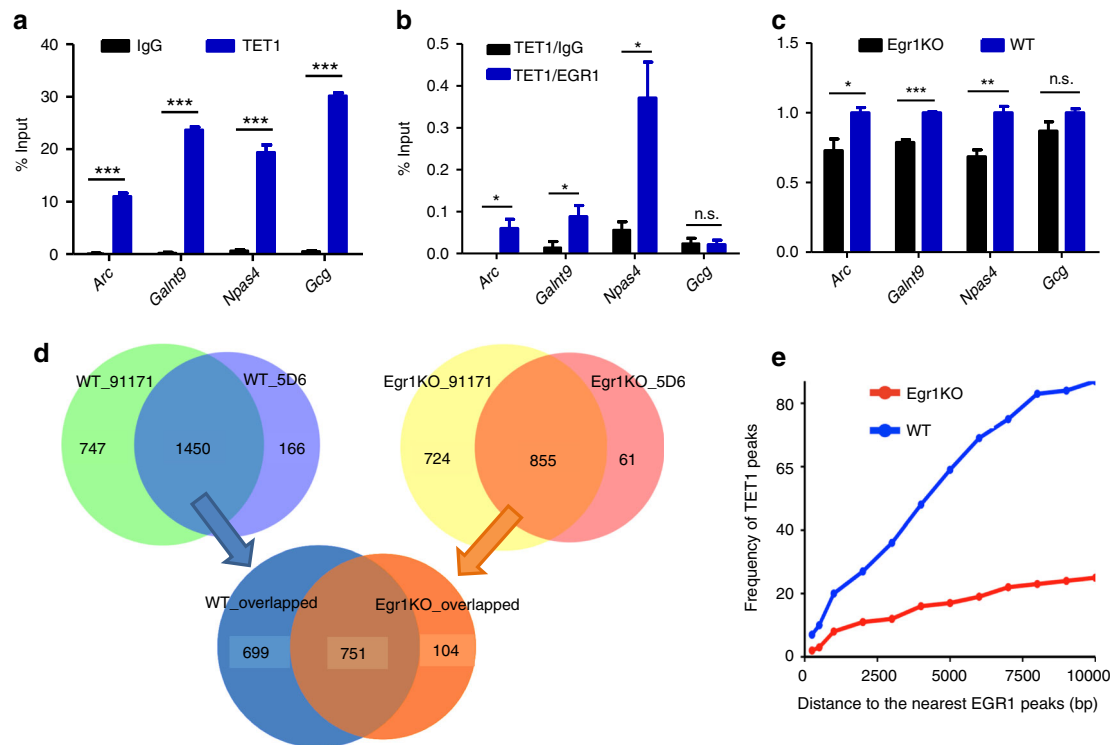 a
IgG
TET1
40
30
20
10
0
% Input
***
***
***
***
Arc
Galnt9
Npas4
Gcg
b
TET1/IgG
TET1/EGR1
0.5
0.4
0.3
0.2
0.1
0.0
% Input
*
*
*
n.s.
Arc
Galnt9
Npas4
Gcg
c
Egr1KO
WT
1.5
1.0
0.5
0.0
*
***
**
n.s.
Arc
Galnt9
Npas4
Gcg
d
WT_91171
WT_5D6
747
1450
166
Egr1KO_91171
Egr1KO_5D6
724
855
61
WT_overlapped
Egr1KO_overlapped
699
751
104
e
Egr1KO
WT
80
65
40
20
0
Frequency of TET1 peaks
0 2500 5000 7500 10000
Distance to the nearest EGR1 peaks (bp)